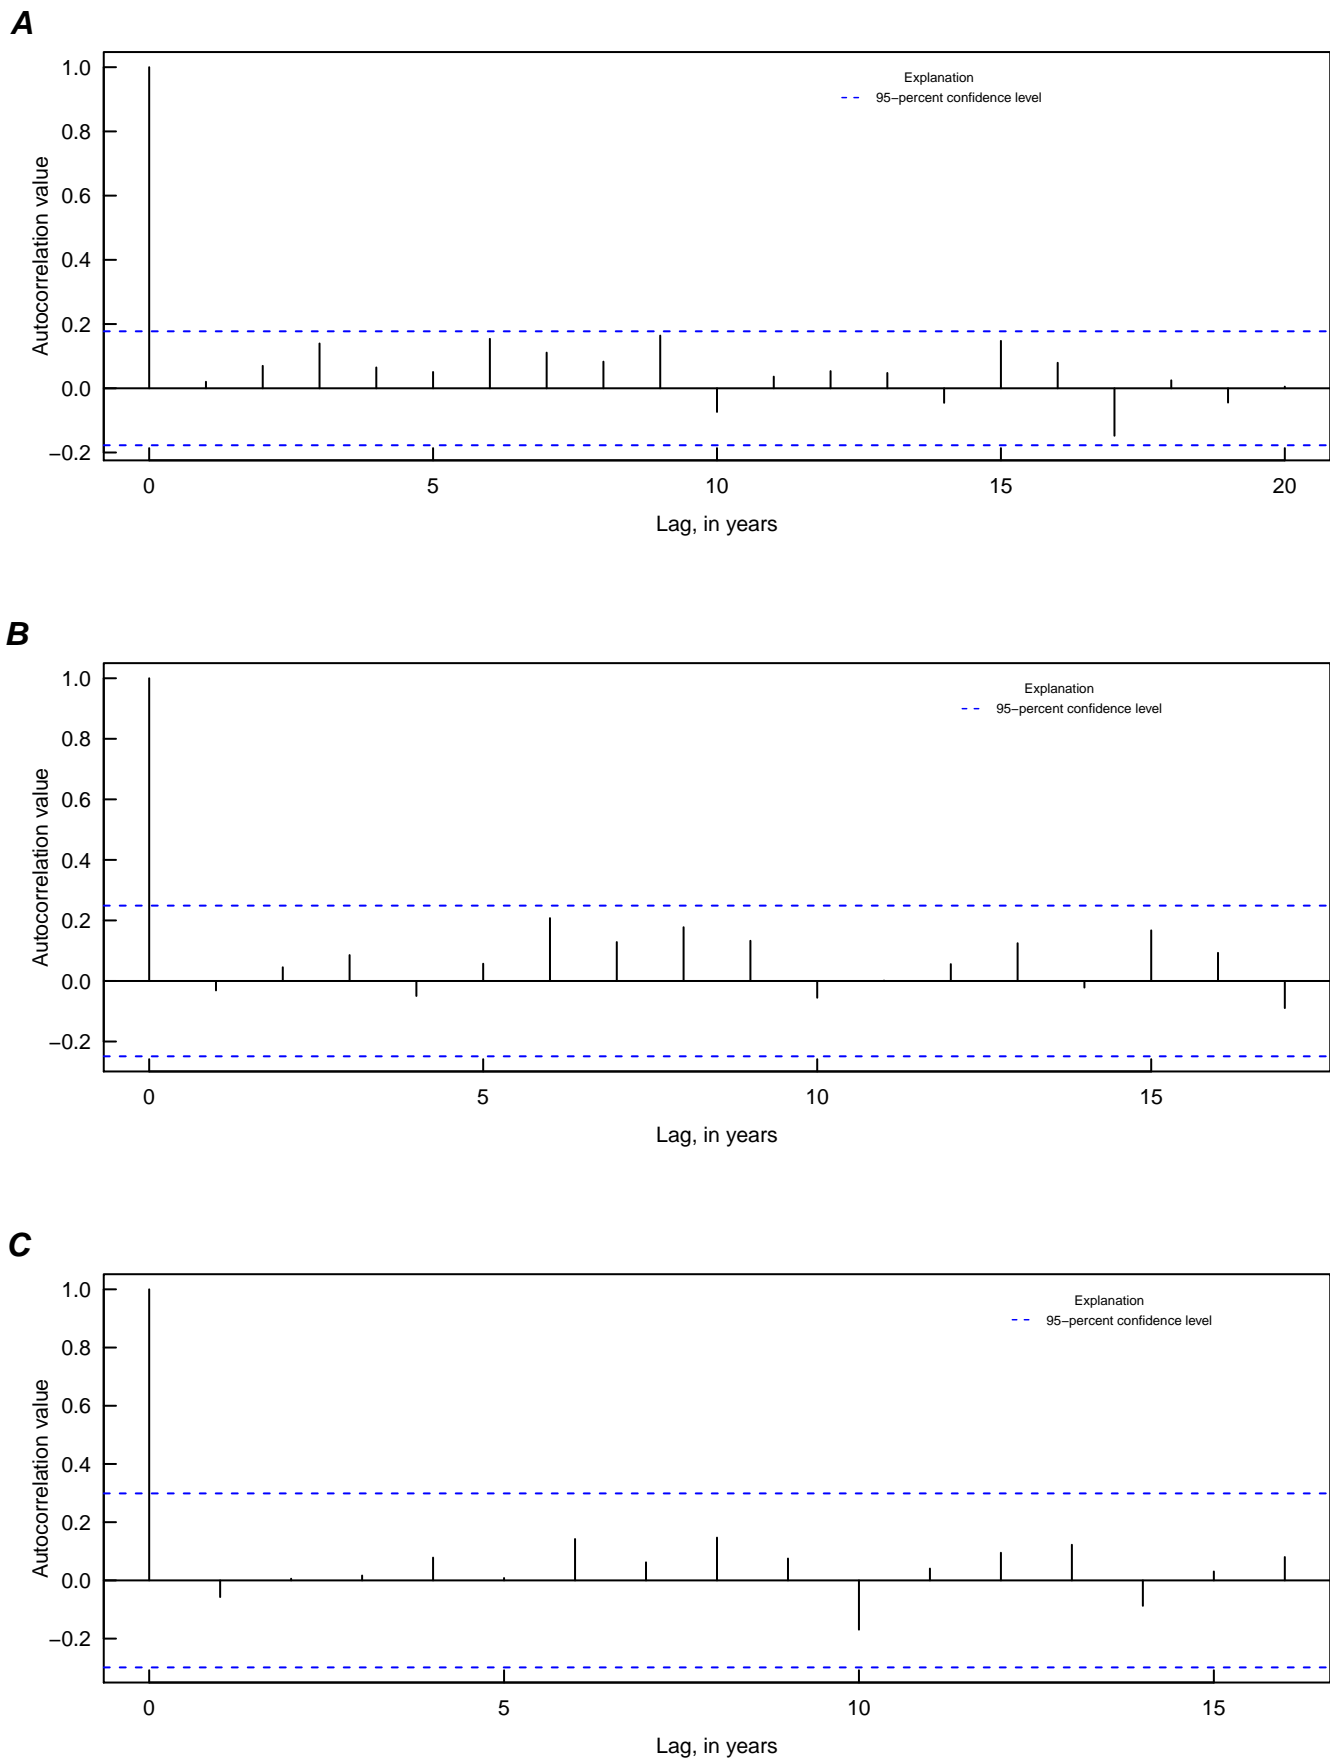 A
Explanation
95−percent confidence level
Autocorrelation value
1.0
0.8
0.6
0.4
0.2
0.0
−0.2
0 5 10 15 20
Lag, in years
B
Explanation
95−percent confidence level
Autocorrelation value
1.0
0.8
0.6
0.4
0.2
0.0
−0.2
0 5 10 15
Lag, in years
C
Explanation
95−percent confidence level
Autocorrelation value
1.0
0.8
0.6
0.4
0.2
0.0
−0.2
0 5 10 15
Lag, in years